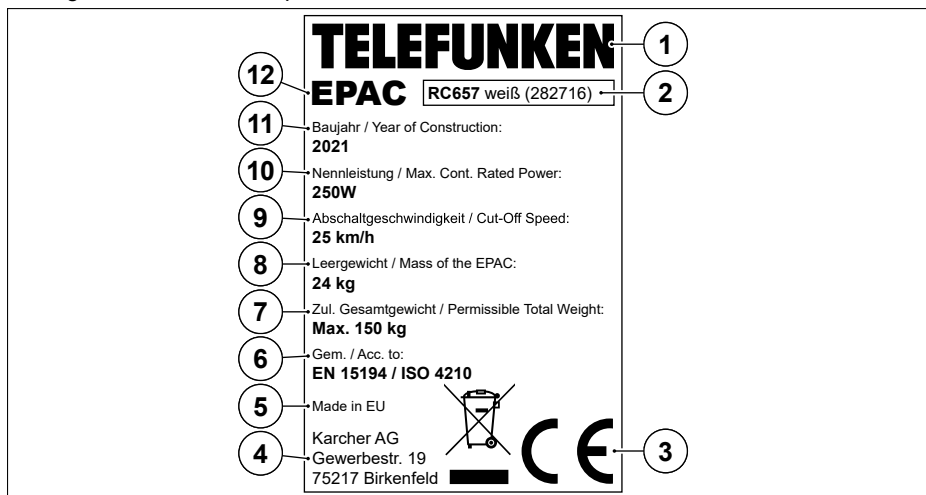 TELEFUNKEN
EPAC RC657 weiß (282716)
Baujahr / Year of Construction:
2021
Nennleistung / Max. Cont. Rated Power:
250W
Abschaltgeschwindigkeit / Cut-Off Speed:
25 km/h
Leergewicht / Mass of the EPAC:
24 kg
Zul. Gesamtgewicht / Permissible Total Weight:
Max. 150 kg
Gem. / Acc. to:
EN 15194 / ISO 4210
Made in EU
Karcher AG
Gewerbestr. 19
75217 Birkenfeld
CE
1
2
3
4
5
6
7
8
9
10
11
12